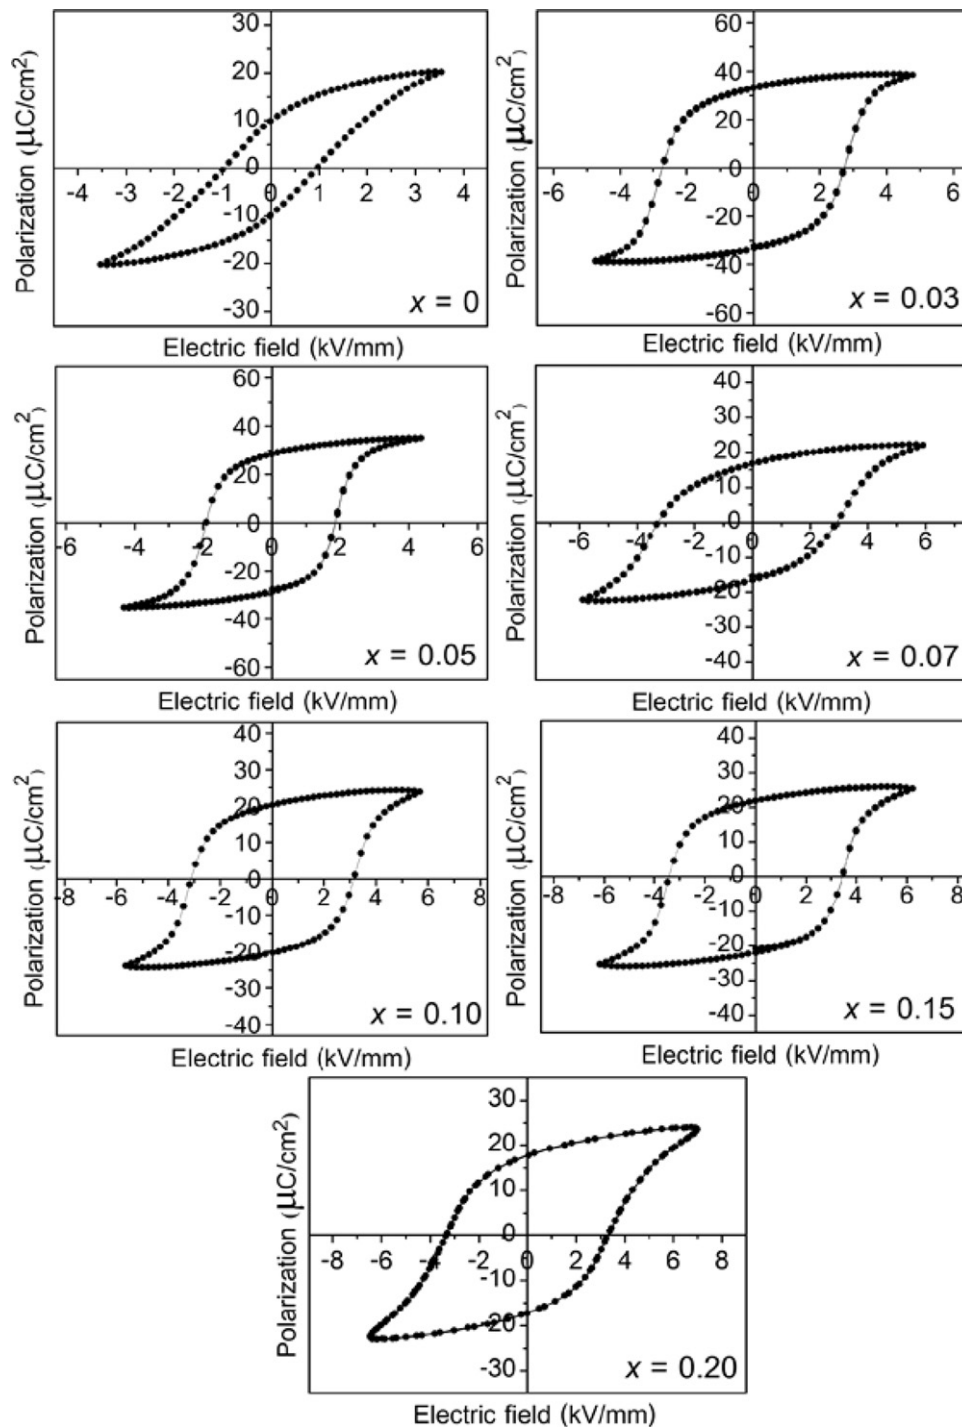 Polarization (μC/cm²)
30
20
10
0
-4 -3 -2 -1 0 1 2 3 4
-10
-20
-30
x = 0
Electric field (kV/mm)
Polarization (μC/cm²)
60
40
20
0
-6 -4 -2 0 2 4 6
-20
-40
-60
x = 0.03
Electric field (kV/mm)
Polarization (μC/cm²)
60
40
20
0
-6 -4 -2 0 2 4 6
-20
-40
-60
x = 0.05
Electric field (kV/mm)
Polarization (μC/cm²)
40
30
20
10
0
-6 -4 -2 0 2 4 6
-10
-20
-30
-40
x = 0.07
Electric field (kV/mm)
Polarization (μC/cm²)
40
30
20
10
0
-8 -6 -4 -2 0 2 4 6 8
-10
-20
-30
-40
x = 0.10
Electric field (kV/mm)
Polarization (μC/cm²)
40
30
20
10
0
-8 -6 -4 -2 0 2 4 6 8
-10
-20
-30
-40
x = 0.15
Electric field (kV/mm)
Polarization (μC/cm²)
30
20
10
0
-8 -6 -4 -2 0 2 4 6 8
-10
-20
-30
x = 0.20
Electric field (kV/mm)